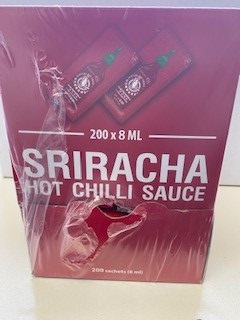 200 x 8 ML
SRIRACHA
HOT CHILLI SAUCE
200 sachets (8 ml)